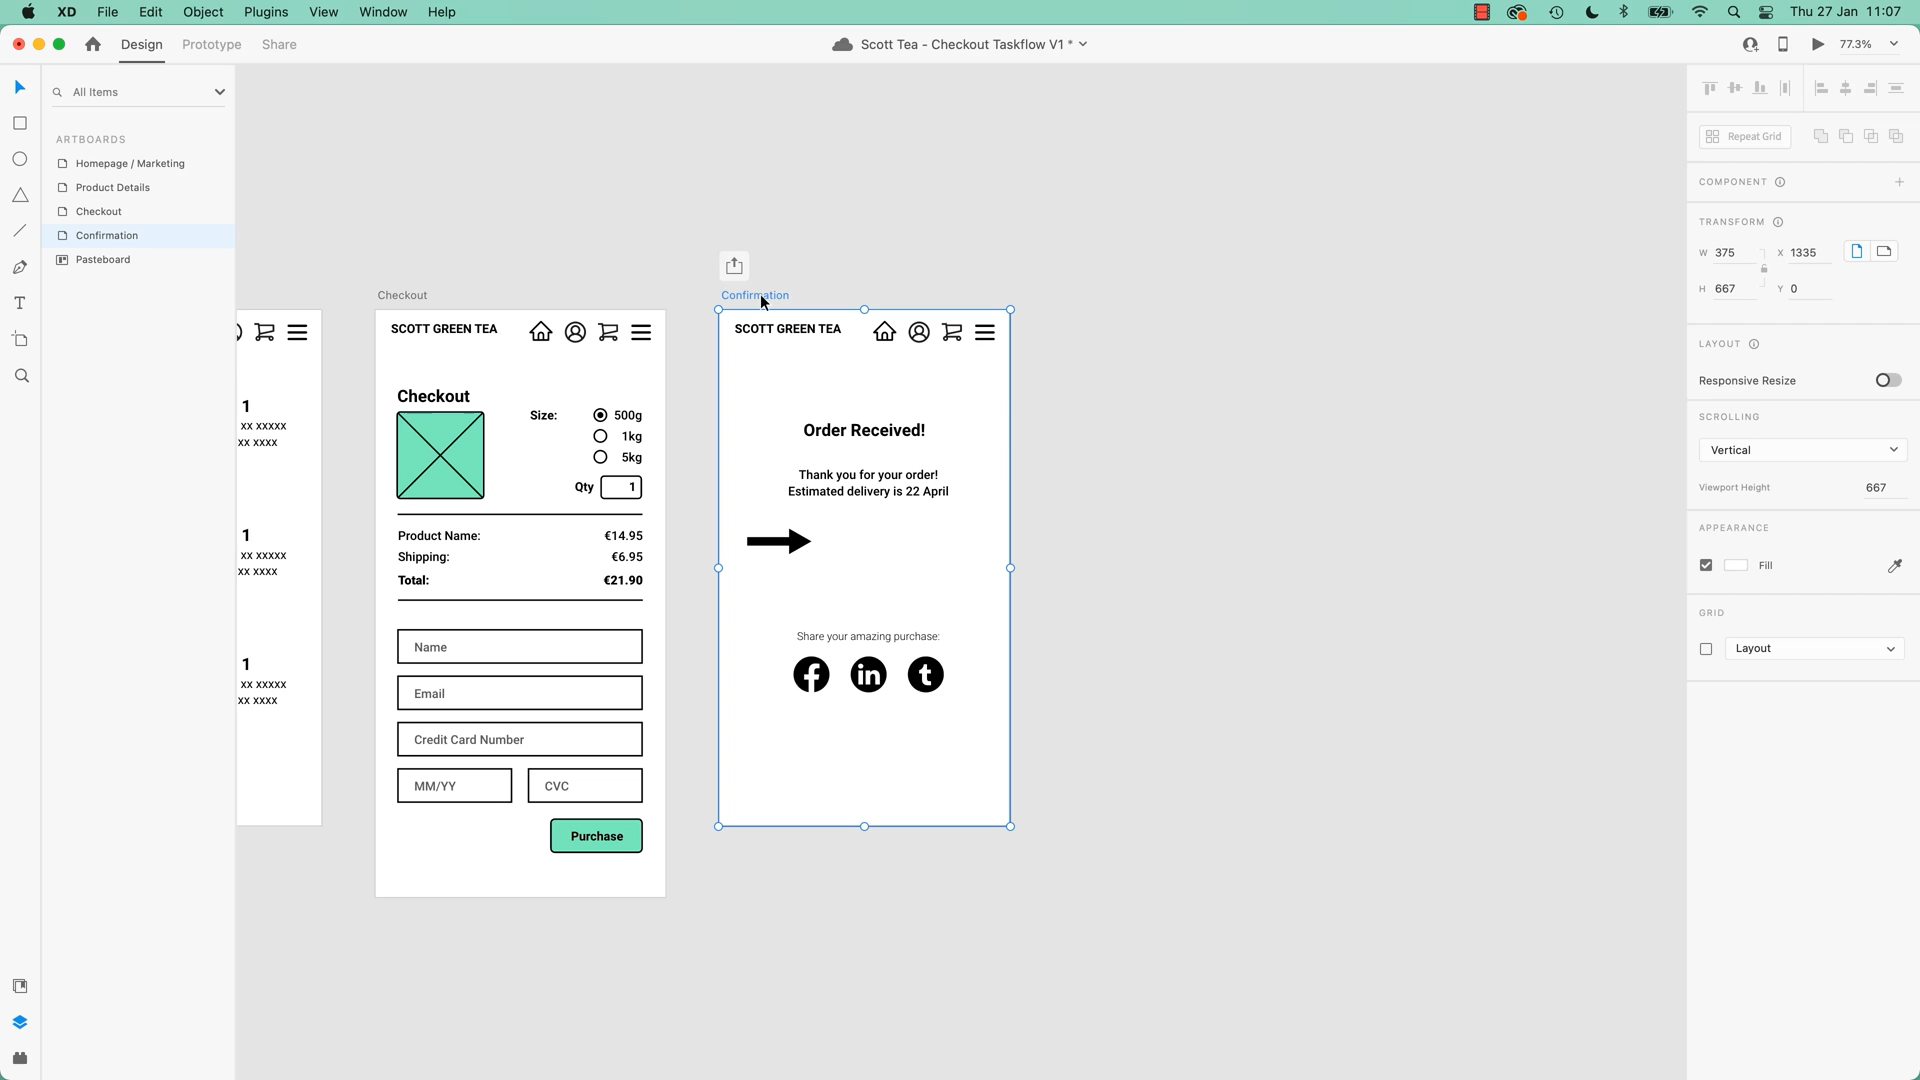 XD File Edit Object Plugins View Window Help Thu 27 Jan 11:07
Design Prototype Share Scott Tea - Checkout Taskflow V1 * 77.3%
All Items
ARTBOARDS
Homepage / Marketing
Product Details
Checkout
Confirmation
Pasteboard
1
xx xxxxx
xx xxxx
1
xx xxxxx
xx xxxx
1
xx xxxxx
xx xxxx
Checkout
SCOTT GREEN TEA
Checkout
Size: 500g
1kg
5kg
Qty 1
Product Name: €14.95
Shipping: €6.95
Total: €21.90
Name
Email
Credit Card Number
MM/YY CVC
Purchase
Confirmation
SCOTT GREEN TEA
Order Received!
Thank you for your order!
Estimated delivery is 22 April
Share your amazing purchase:
f in t
Repeat Grid
COMPONENT
TRANSFORM
W 375 X 1335
H 667 Y 0
LAYOUT
Responsive Resize
SCROLLING
Vertical
Viewport Height 667
APPEARANCE
Fill
GRID
Layout